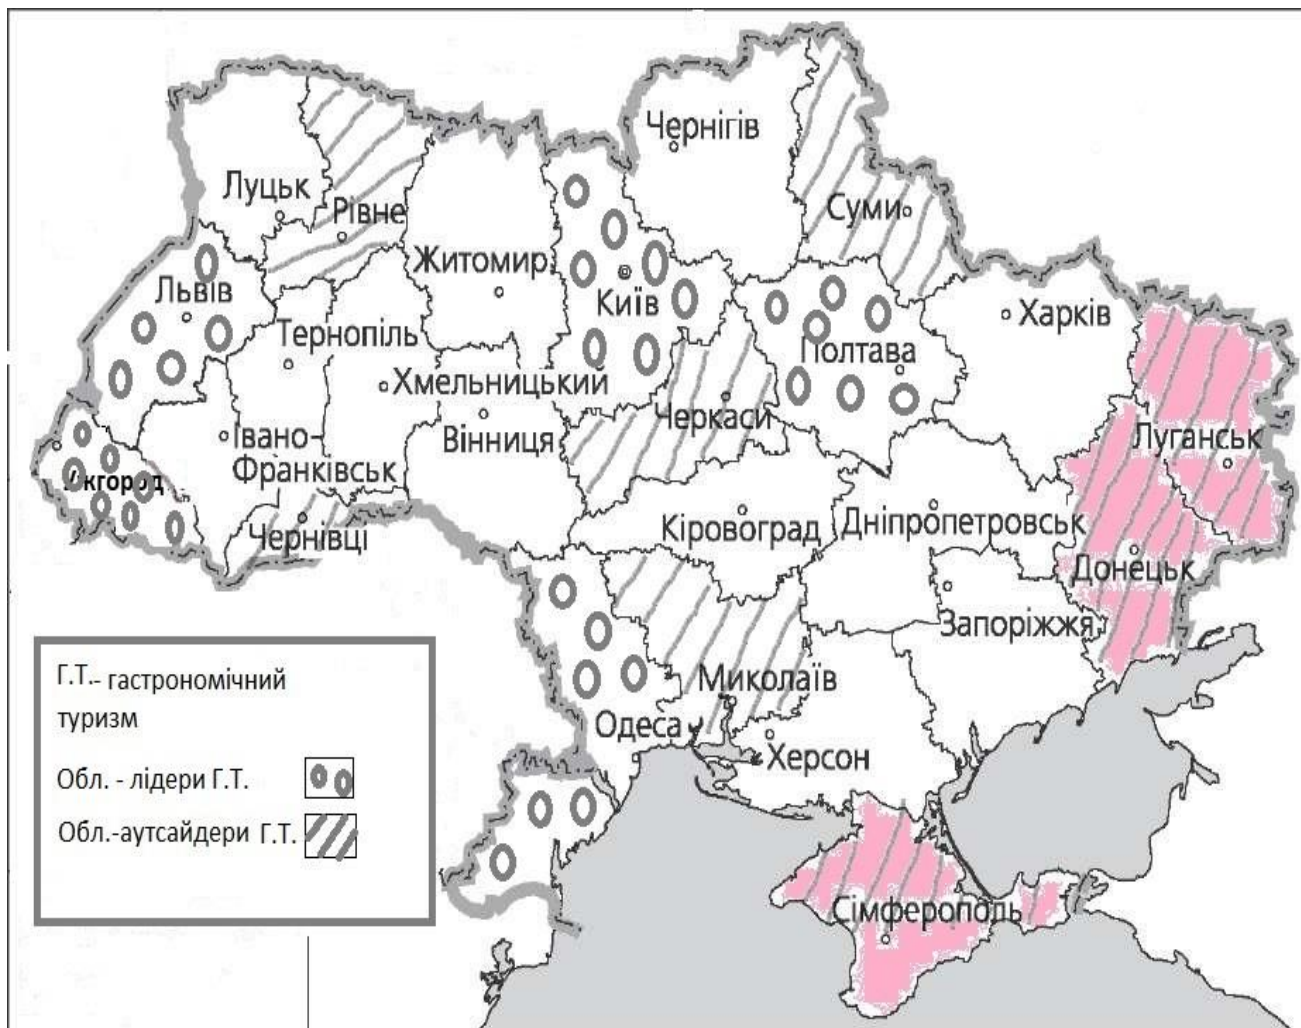 Чернігів
Луцьк
Рівне
Суми
Житомир
Київ
Львів
Харків
Тернопіль
Полтава
Хмельницький
Черкаси
Вінниця
Луганськ
Івано-
Франківськ
Чернівці
Кіровоград
Дніпропетровськ
Донецьк
Запоріжжя
Миколаїв
Одеса
Херсон
Сімферополь
Г.Т.- гастрономічний
туризм
Обл. - лідери Г.Т.
Обл.-аутсайдери Г.Т.